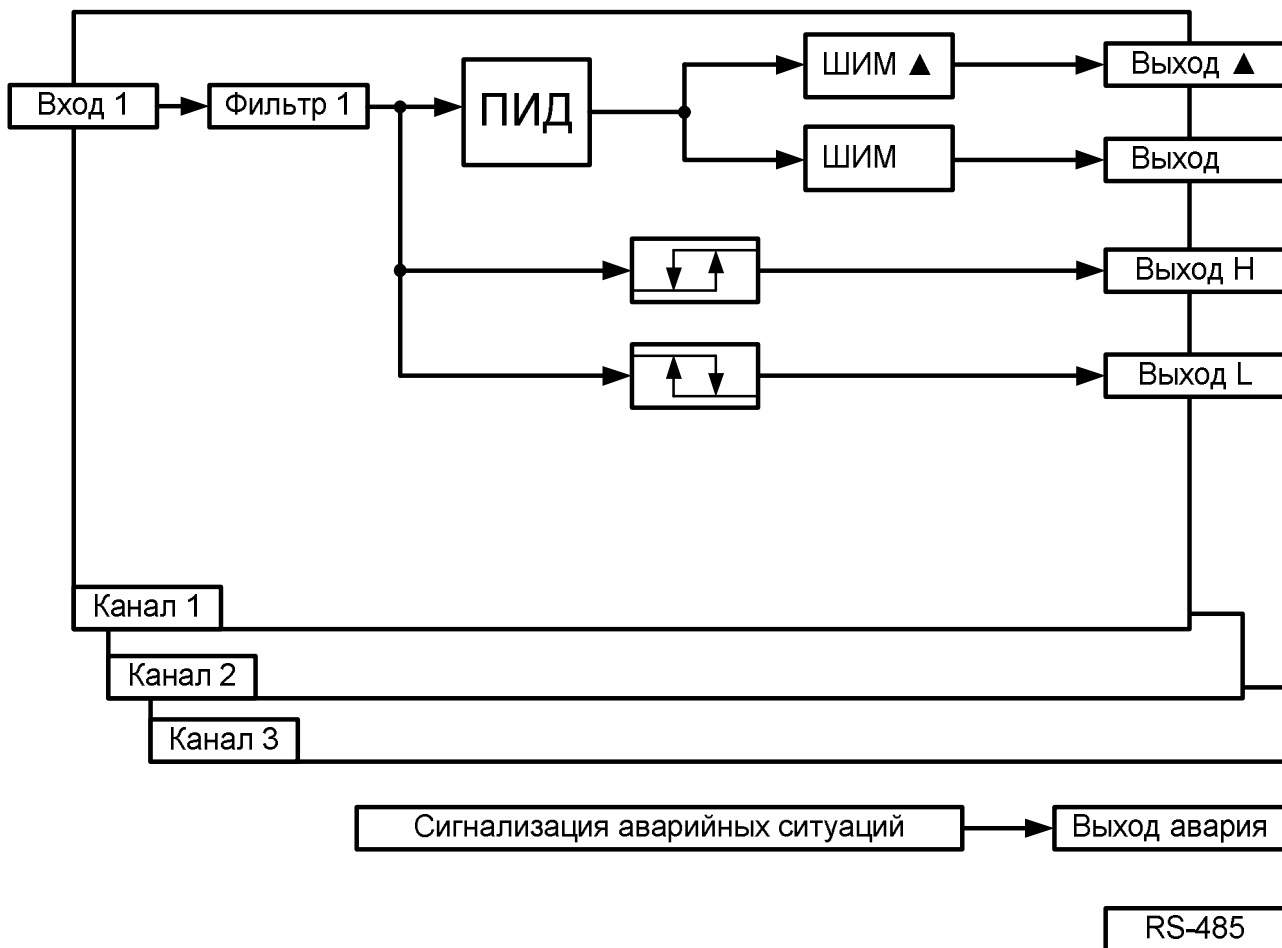 ШИМ ▲
Выход ▲
Вход 1
Фильтр 1
ПИД
ШИМ
Выход
Выход H
Выход L
Канал 1
Канал 2
Канал 3
Сигнализация аварийных ситуаций
Выход авария
RS-485